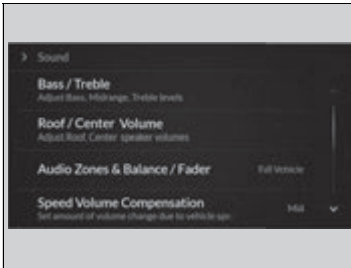 Sound
Bass / Treble
Adjust Bass, Midrange, Treble levels
Roof / Center Volume
Adjust Roof, Center speaker volumes
Audio Zones & Balance / Fader
Full Vehicle
Speed Volume Compensation
Mid
Set amount of volume change due to vehicle